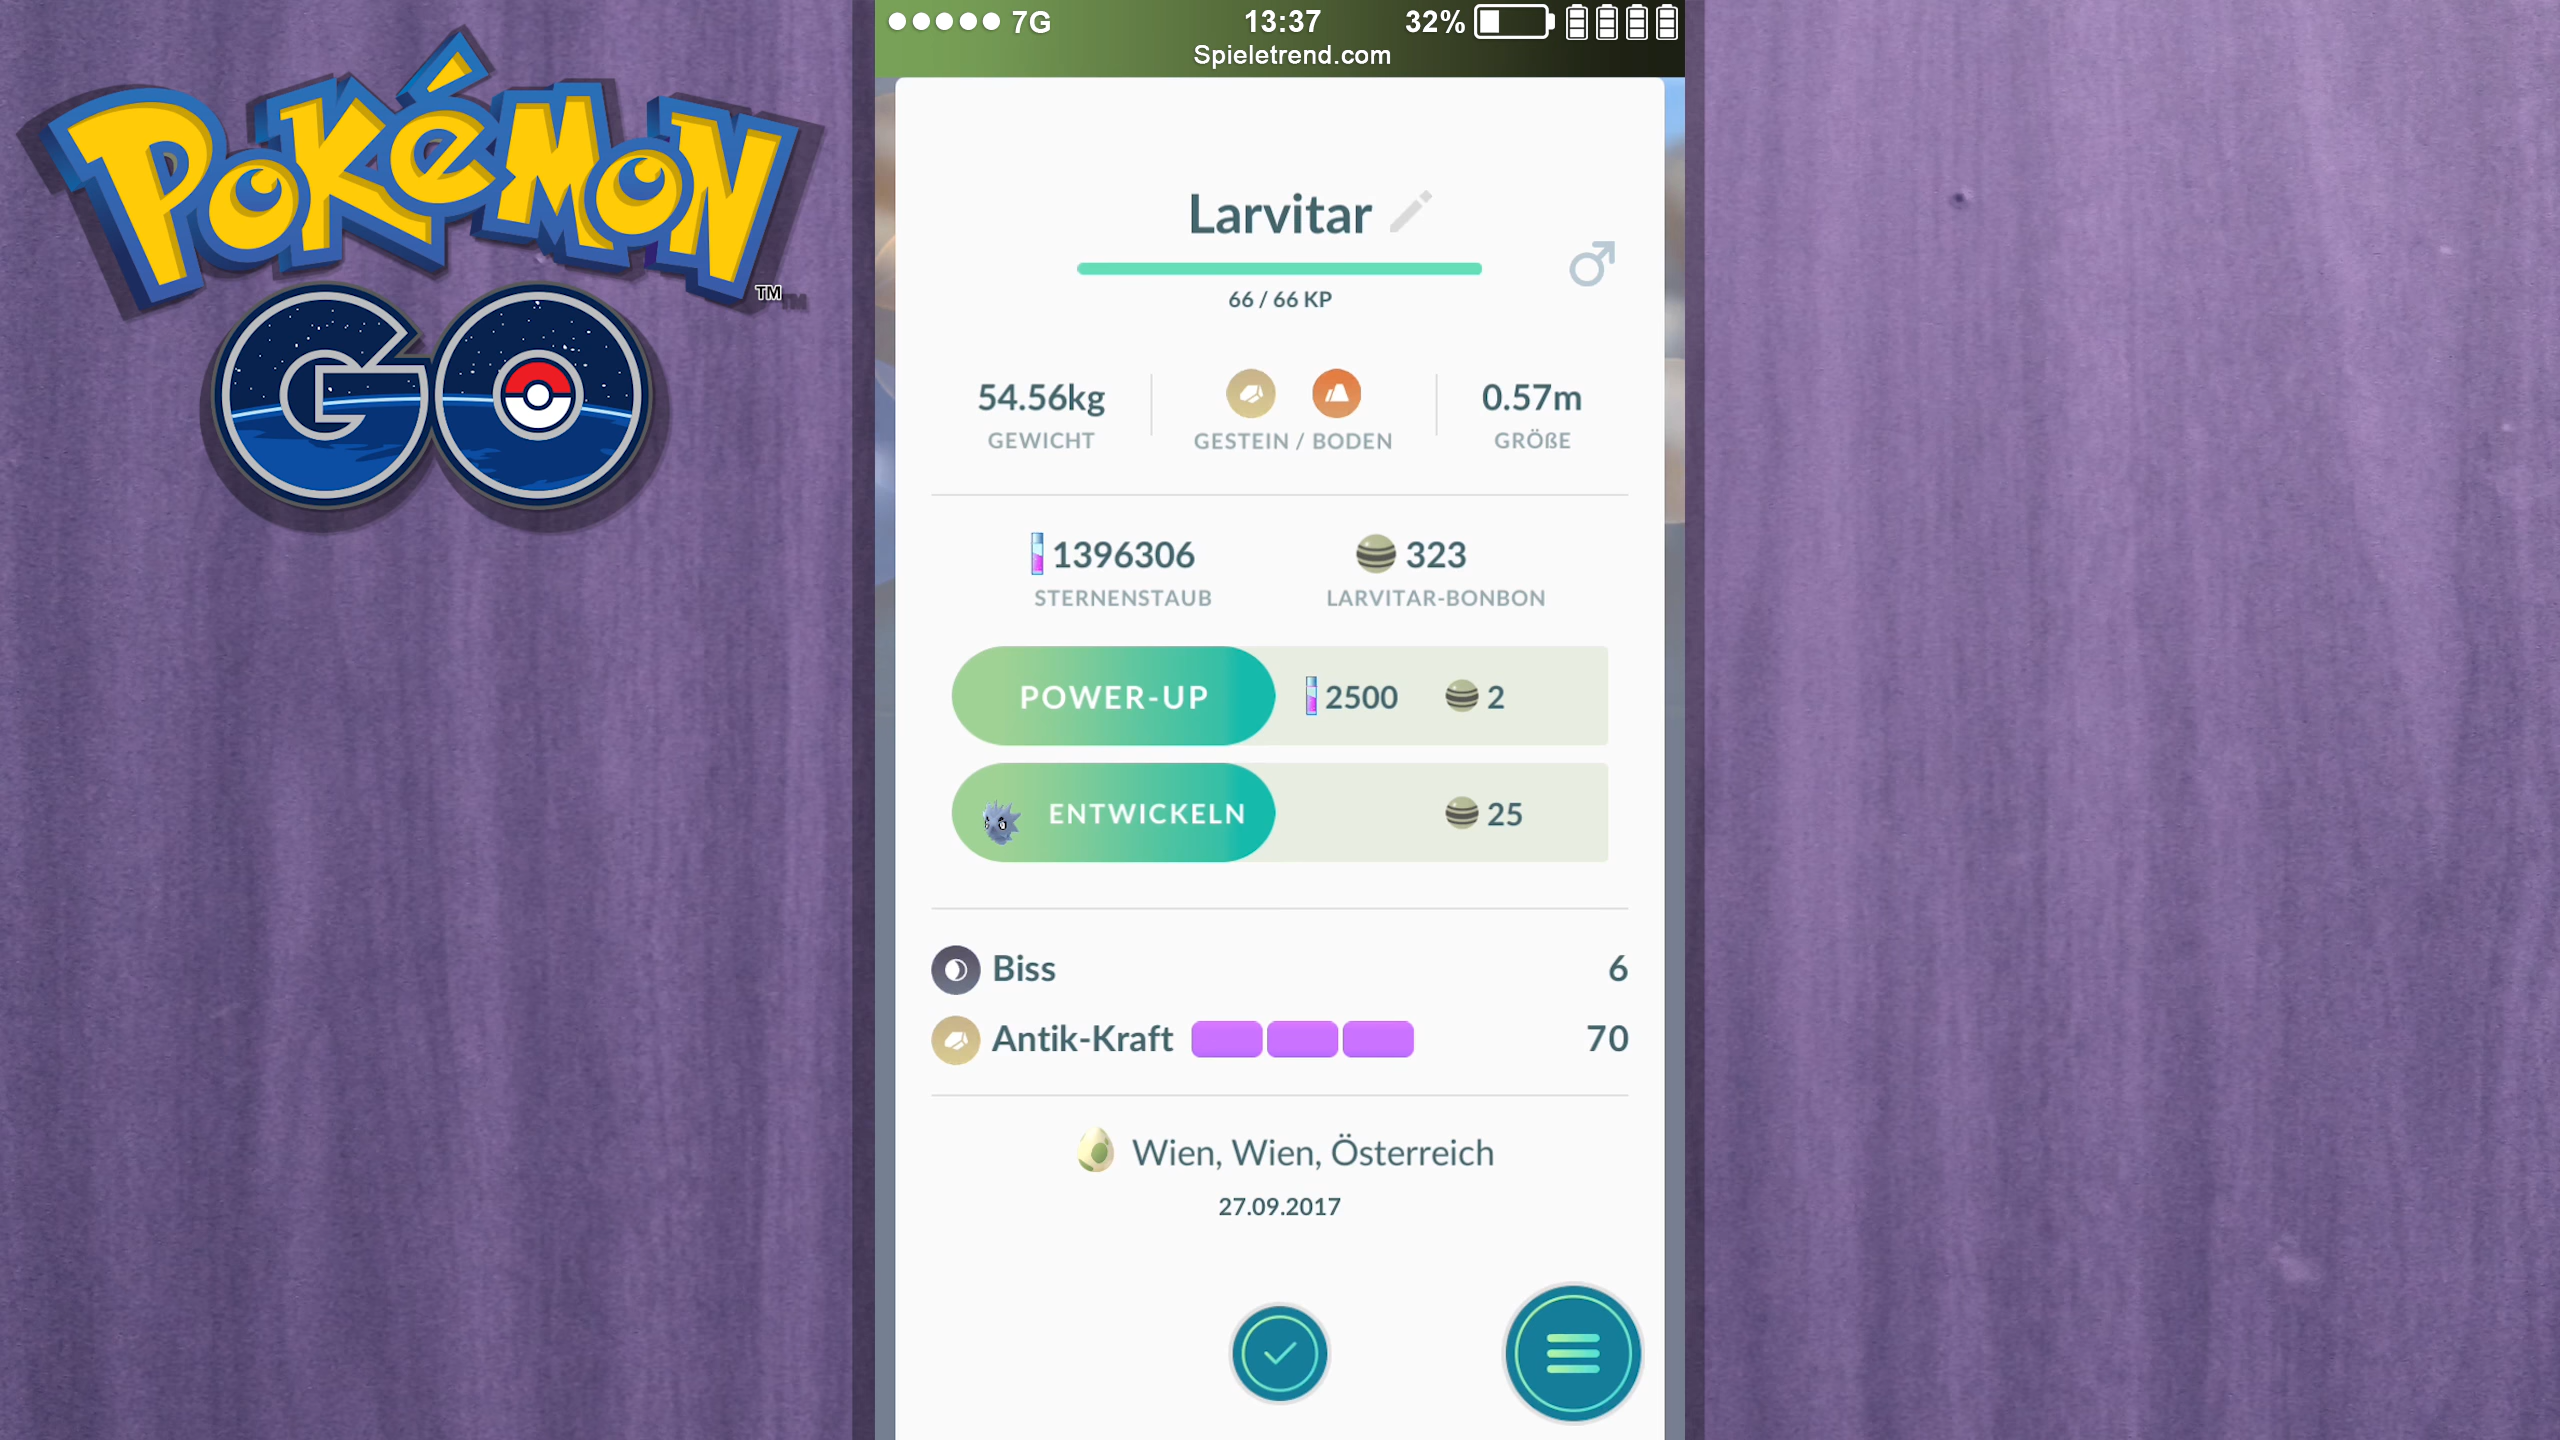 POKéMON
TM
GO
7G 13:37 32%
Spieletrend.com
Larvitar
66 / 66 KP
54.56kg
GEWICHT
GESTEIN / BODEN
0.57m
GRÖßE
1396306
STERNENSTAUB
323
LARVITAR-BONBON
POWER-UP 2500 2
ENTWICKELN 25
Biss 6
Antik-Kraft 70
Wien, Wien, Österreich
27.09.2017